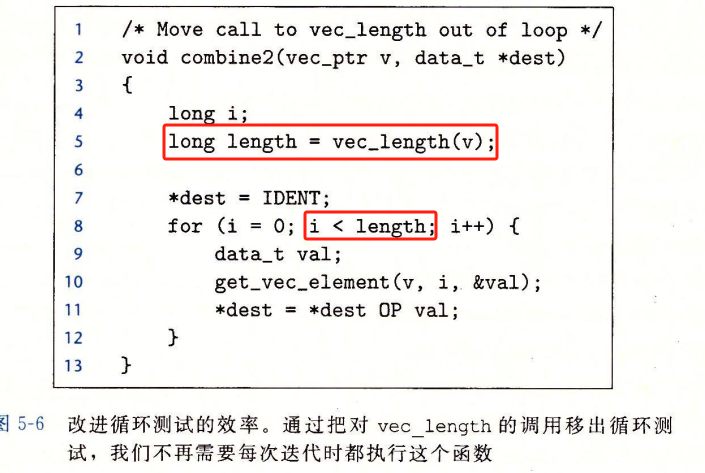 1 /* Move call to vec_length out of loop */
2 void combine2(vec_ptr v, data_t *dest)
3 {
4 long i;
5 long length = vec_length(v);
6
7 *dest = IDENT;
8 for (i = 0; i < length; i++) {
9 data_t val;
10 get_vec_element(v, i, &val);
11 *dest = *dest OP val;
12 }
13 }
图 5-6 改进循环测试的效率。通过把对 vec_length 的调用移出循环测
试，我们不再需要每次迭代时都执行这个函数